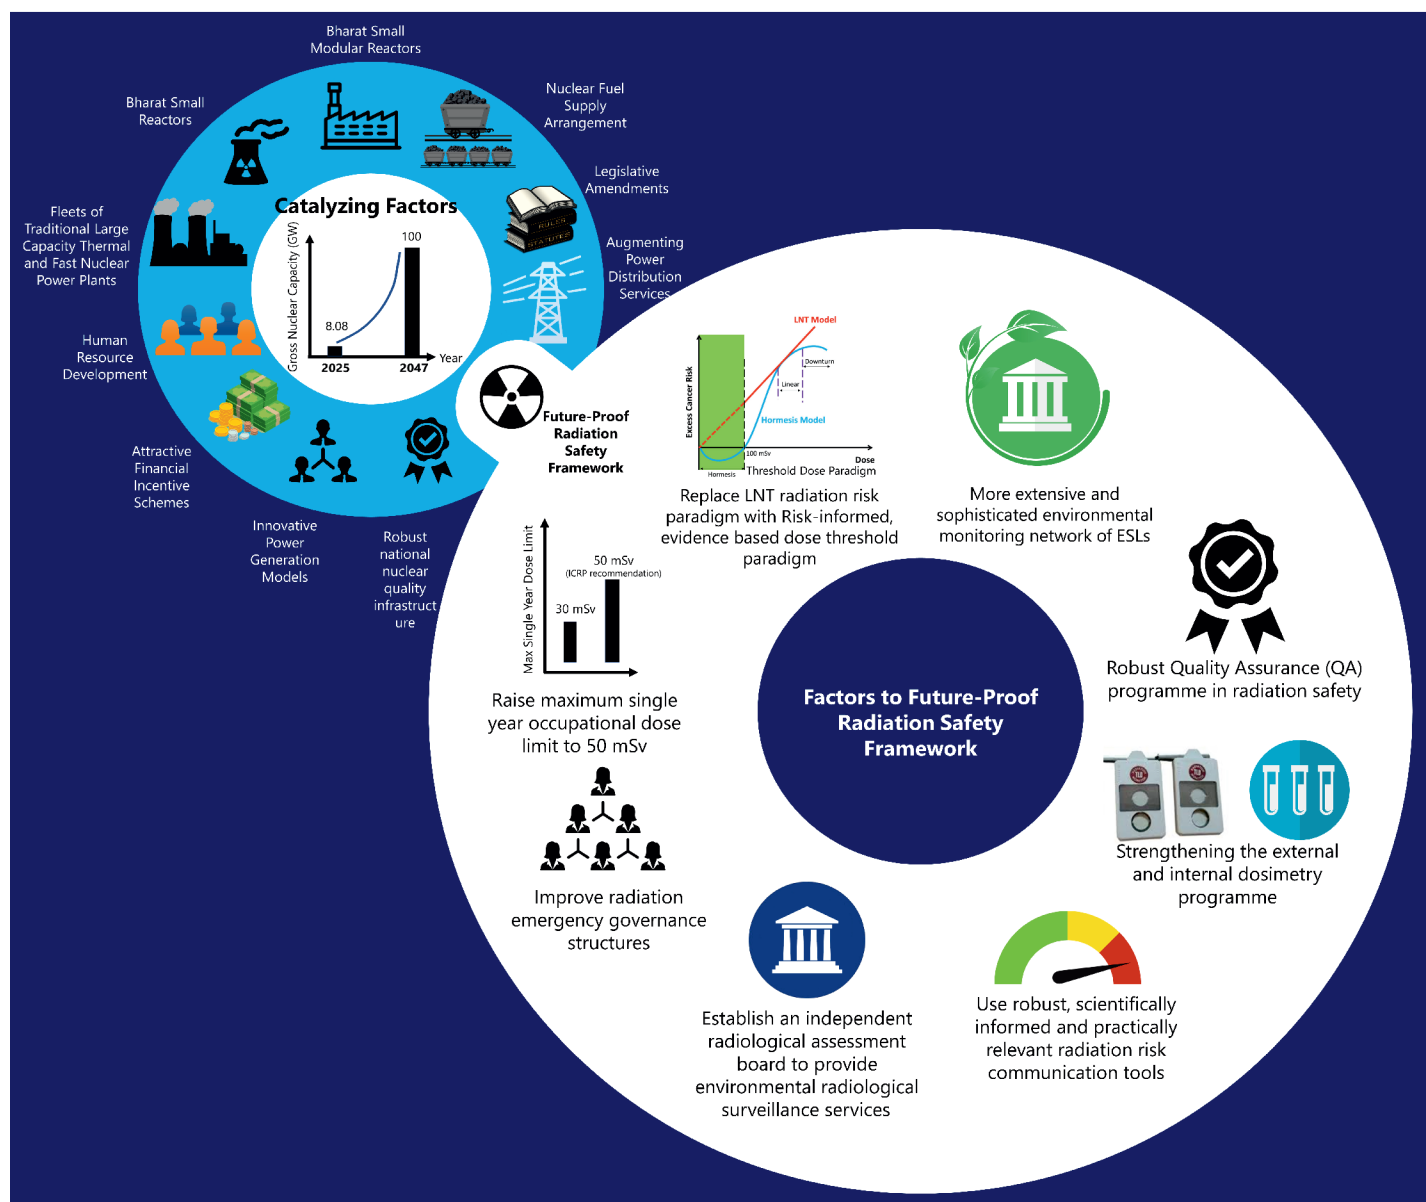 Bharat Small
Modular Reactors
Bharat Small
Reactors
Nuclear Fuel
Supply
Arrangement
Legislative
Amendments
Fleets of
Traditional Large
Capacity Thermal
and Fast Nuclear
Power Plants
Augmenting
Power
Distribution
Services
RULES
STATUTES
Human
Resource
Development
Attractive
Financial
Incentive
Schemes
Innovative
Power
Generation
Models
Robust
national
nuclear
quality
infrastruct
ure
Catalyzing Factors
Gross Nuclear Capacity (GW)
100
8.08
Year
2025
2047
Future-Proof
Radiation
Safety
Framework
LNT Model
Downturn
Linear
Hormesis Model
Excess Cancer Risk
100 mSv
Dose
Hormesis
Threshold Dose Paradigm
Replace LNT radiation risk
paradigm with Risk-informed,
evidence based dose threshold
paradigm
More extensive and
sophisticated environmental
monitoring network of ESLs
Max Single Year Dose Limit
50 mSv
(ICRP recommendation)
30 mSv
Raise maximum single
year occupational dose
limit to 50 mSv
Robust Quality Assurance (QA)
programme in radiation safety
Factors to Future-Proof
Radiation Safety
Framework
Improve radiation
emergency governance
structures
TLD
TLD
Strengthening the external
and internal dosimetry
programme
Establish an independent
radiological assessment
board to provide
environmental radiological
surveillance services
Use robust, scientifically
informed and practically
relevant radiation risk
communication tools